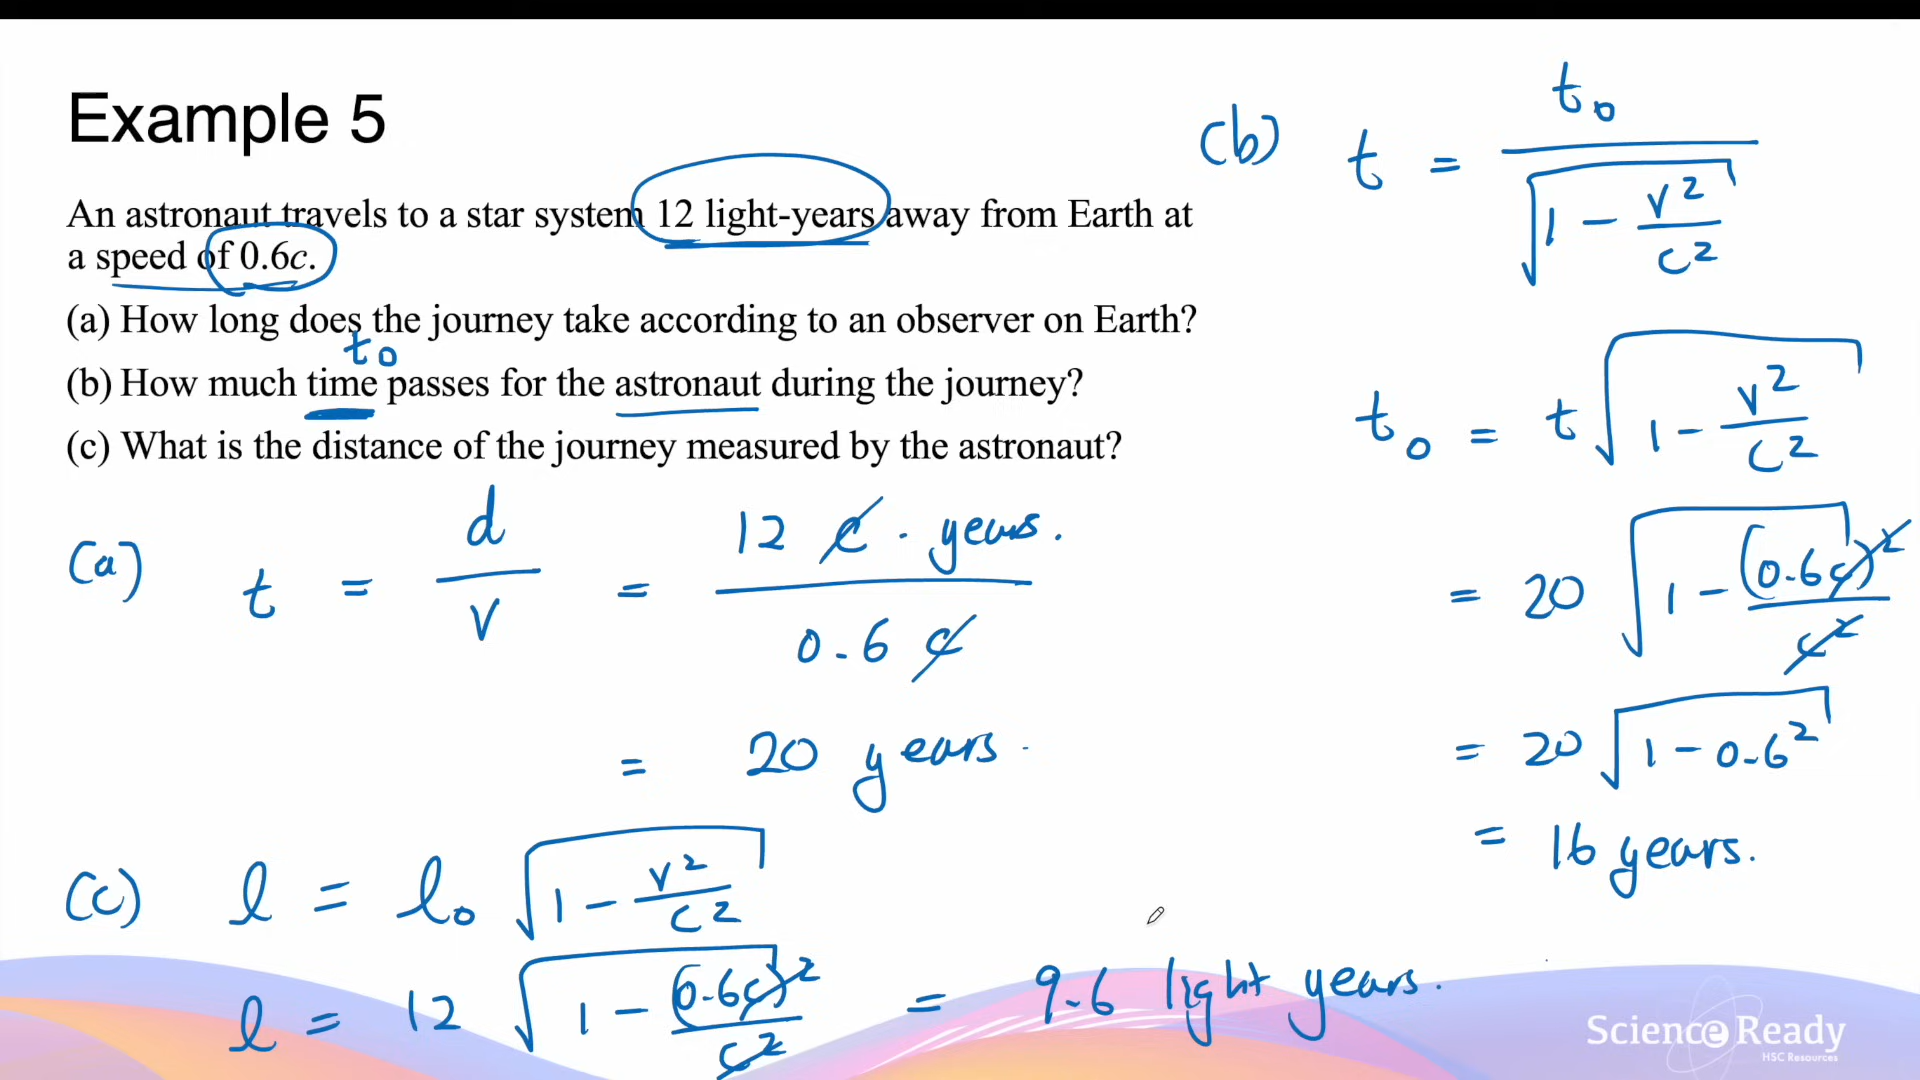 Example 5
An astronaut travels to a star system 12 light-years away from Earth at
a speed of 0.6c.
(a) How long does the journey take according to an observer on Earth?
t₀
(b) How much time passes for the astronaut during the journey?
(c) What is the distance of the journey measured by the astronaut?
(a) t = d / v = 12 c · years. / 0.6 c
= 20 years.
(b) t = t₀ / √(1 - v²/c²)
t₀ = t √(1 - v²/c²)
= 20 √(1 - (0.6c)²/c²)
= 20 √(1 - 0.6²)
= 16 years.
(c) l = l₀ √(1 - v²/c²)
l = 12 √(1 - (0.6c)²/c²) = 9.6 light years.
Science Ready
HSC Resources